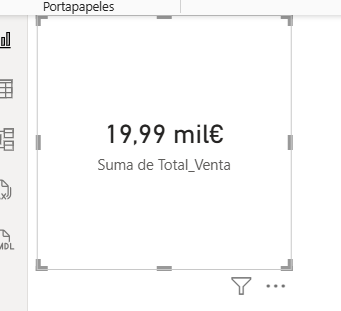 Portapapeles
19,99 mil€
Suma de Total_Venta